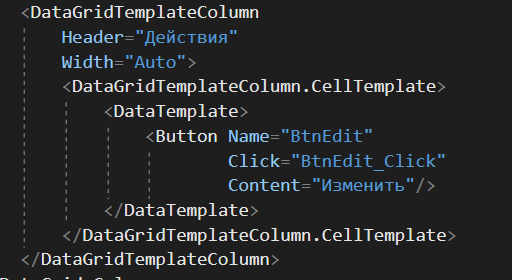 <DataGridTemplateColumn
Header="Действия"
Width="Auto">
<DataGridTemplateColumn.CellTemplate>
<DataTemplate>
<Button Name="BtnEdit"
Click="BtnEdit_Click"
Content="Изменить"/>
</DataTemplate>
</DataGridTemplateColumn.CellTemplate>
</DataGridTemplateColumn>